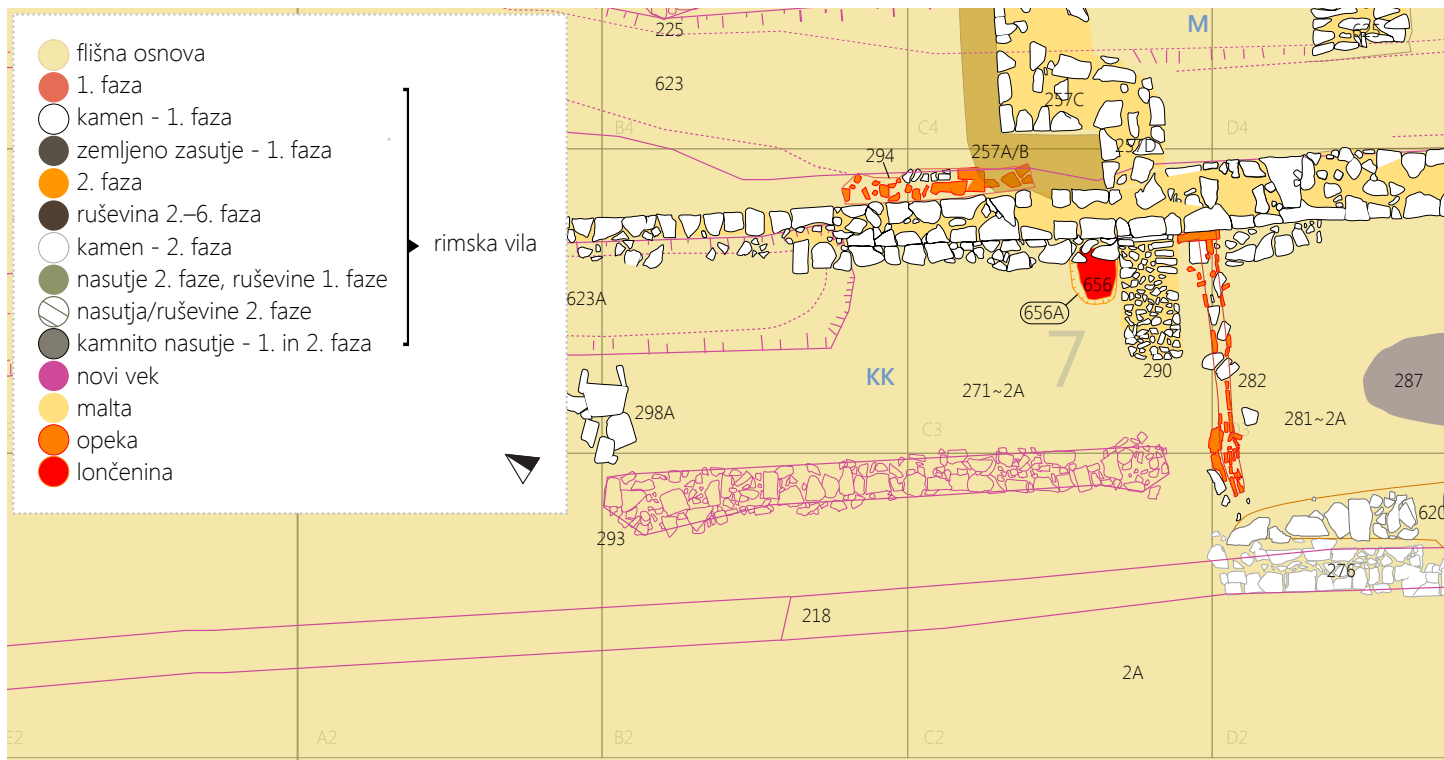 flišna osnova
1. faza
kamen - 1. faza
zemljeno zasutje - 1. faza
2. faza
ruševina 2.–6. faza
kamen - 2. faza
nasutje 2. faze, ruševine 1. faze
nasutja/ruševine 2. faze
kamnito nasutje - 1. in 2. faza
novi vek
malta
opeka
lončenina
rimska vila
225
M
623
257C
B4
C4
D4
294
257A/B
623A
656
656A
7
290
KK
271~2A
282
287
298A
281~2A
C3
293
620
276
218
2A
E2
A2
B2
C2
D2